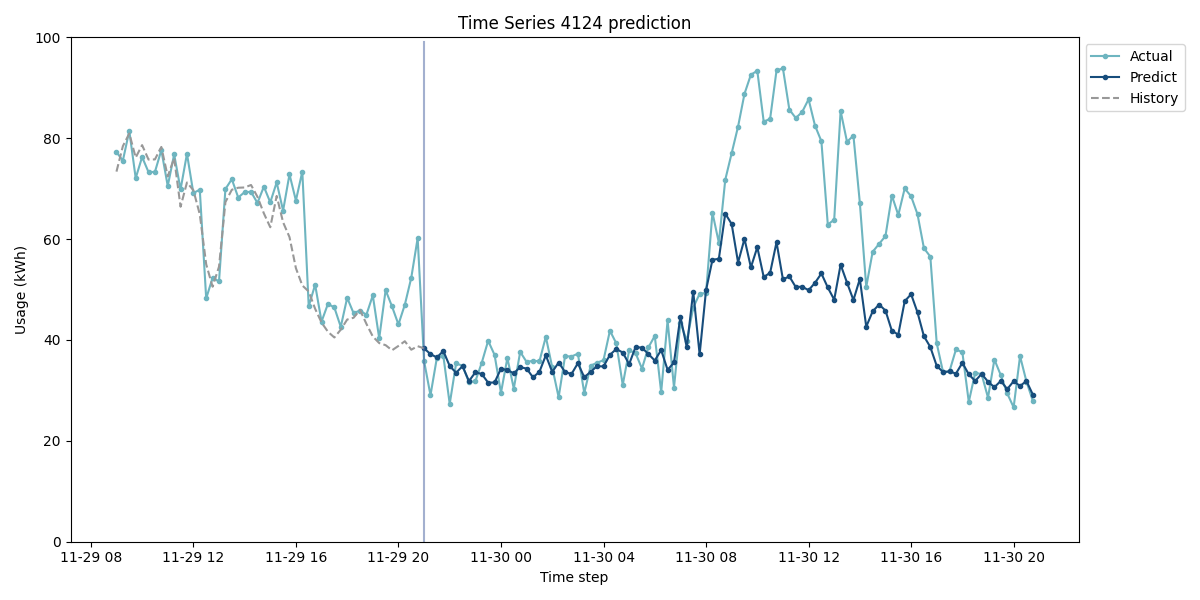 Time Series 4124 prediction
100
80
60
40
20
0
Usage (kWh)
11-29 08
11-29 12
11-29 16
11-29 20
11-30 00
11-30 04
11-30 08
11-30 12
11-30 16
11-30 20
Time step
Actual
Predict
History